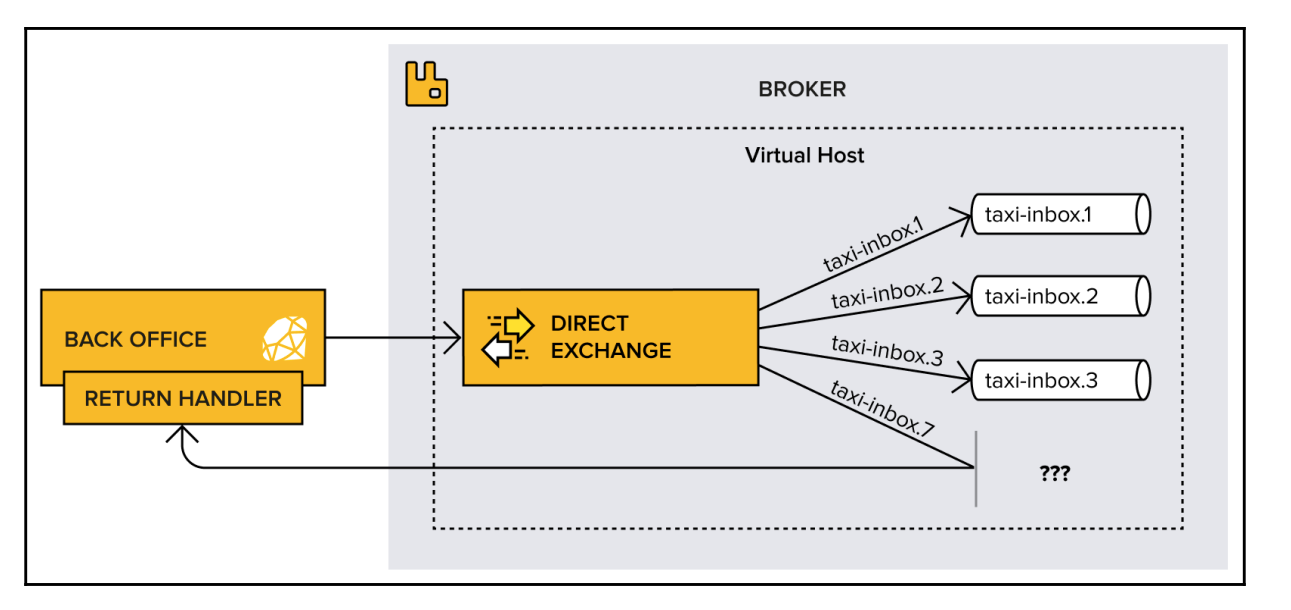 BROKER
Virtual Host
taxi-inbox.1
taxi-inbox.1
taxi-inbox.2
taxi-inbox.2
BACK OFFICE
DIRECT
EXCHANGE
taxi-inbox.3
taxi-inbox.3
RETURN HANDLER
taxi-inbox.7
???